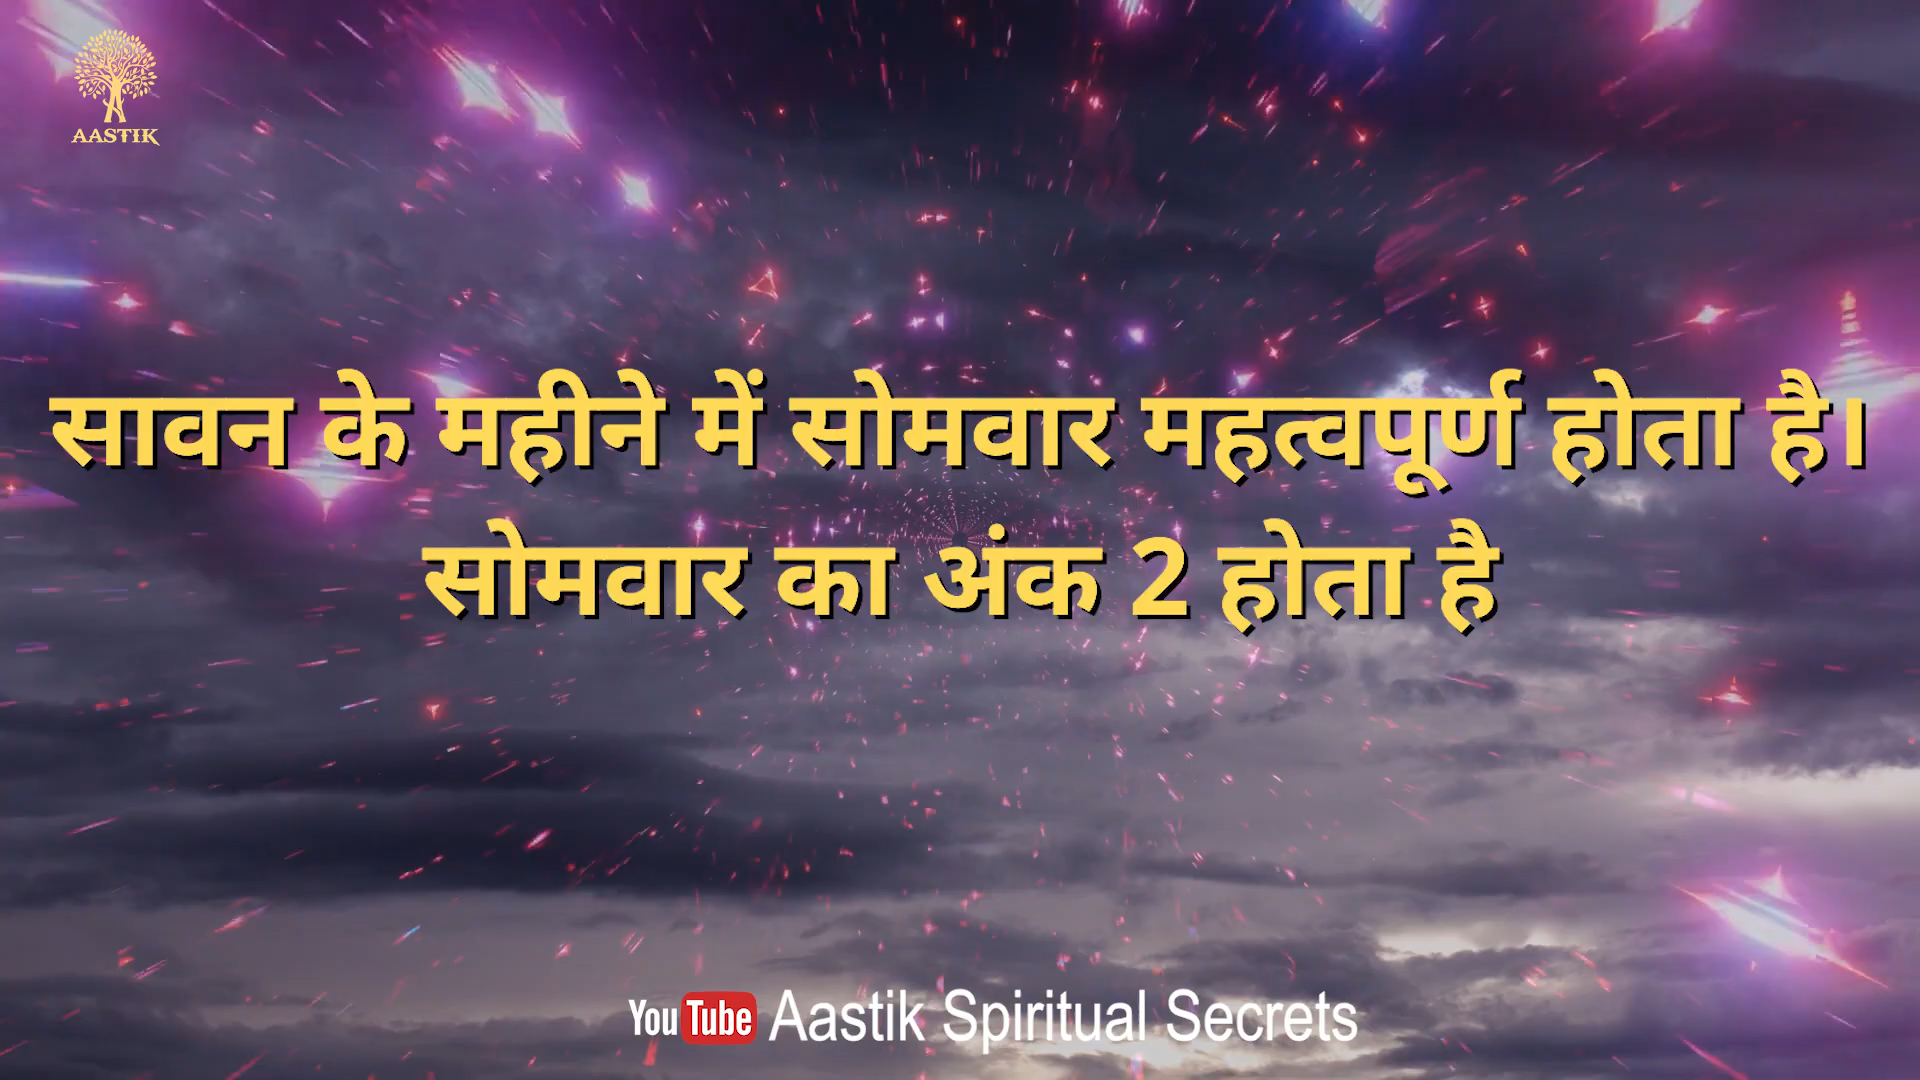 AASTIK
सावन के महीने में सोमवार महत्वपूर्ण होता है।
सोमवार का अंक 2 होता है
YouTube Aastik Spiritual Secrets